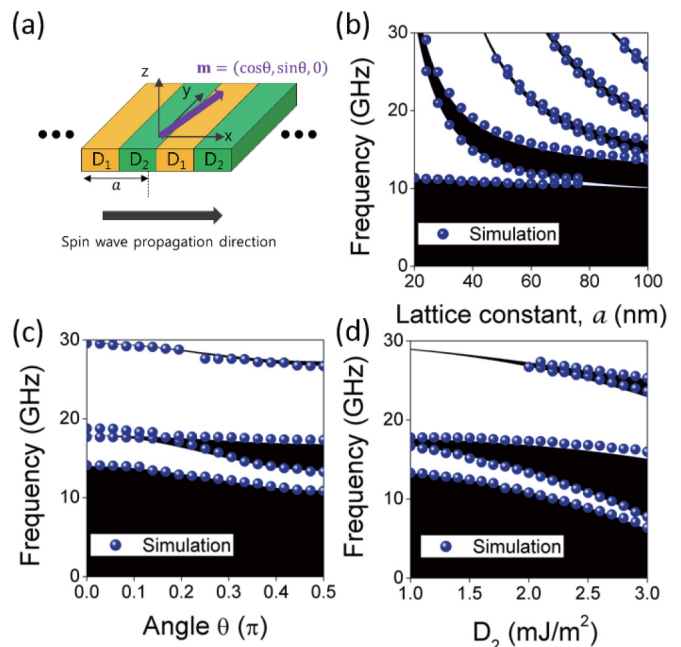 (a)
m = (cosθ, sinθ, 0)
z
y
x
D₁ D₂ D₁ D₂
a
Spin wave propagation direction
(b)
Frequency (GHz)
30
20
10
0
Simulation
20 40 60 80 100
Lattice constant, a (nm)
(c)
Frequency (GHz)
30
20
10
0
Simulation
0.0 0.1 0.2 0.3 0.4 0.5
Angle θ (π)
(d)
Frequency (GHz)
30
20
10
0
Simulation
1.0 1.5 2.0 2.5 3.0
D₂ (mJ/m²)